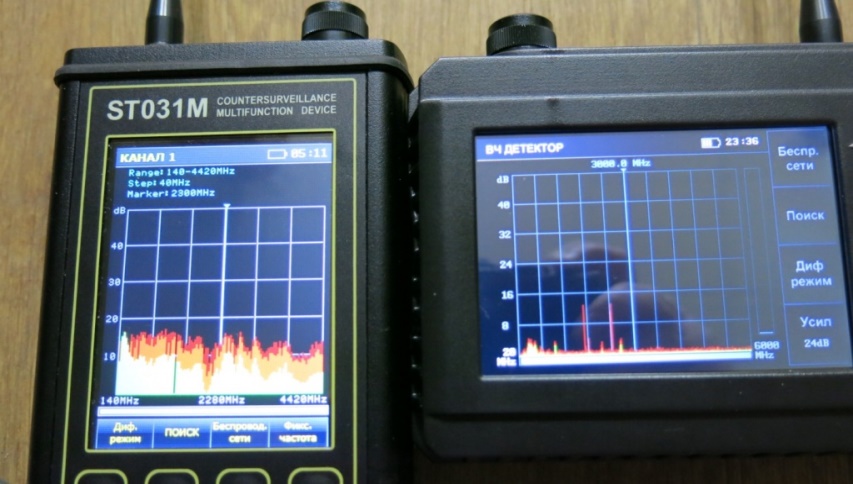 ST031M
COUNTERSURVEILLANCE
MULTIFUNCTION DEVICE
КАНАЛ 1
05:11
Range: 140-4420MHz
Step: 40MHz
Marker: 2300MHz
dB
40
30
20
10
140MHz
2280MHz
4420MHz
Диф.
режим
ПОИСК
Беспровод.
сети
Фикс.
частота
ВЧ ДЕТЕКТОР
23:36
3000.0 MHz
dB
40
32
24
16
8
20
MHz
6000
MHz
Беспр.
сети
Поиск
Диф
режим
Усил
24dB